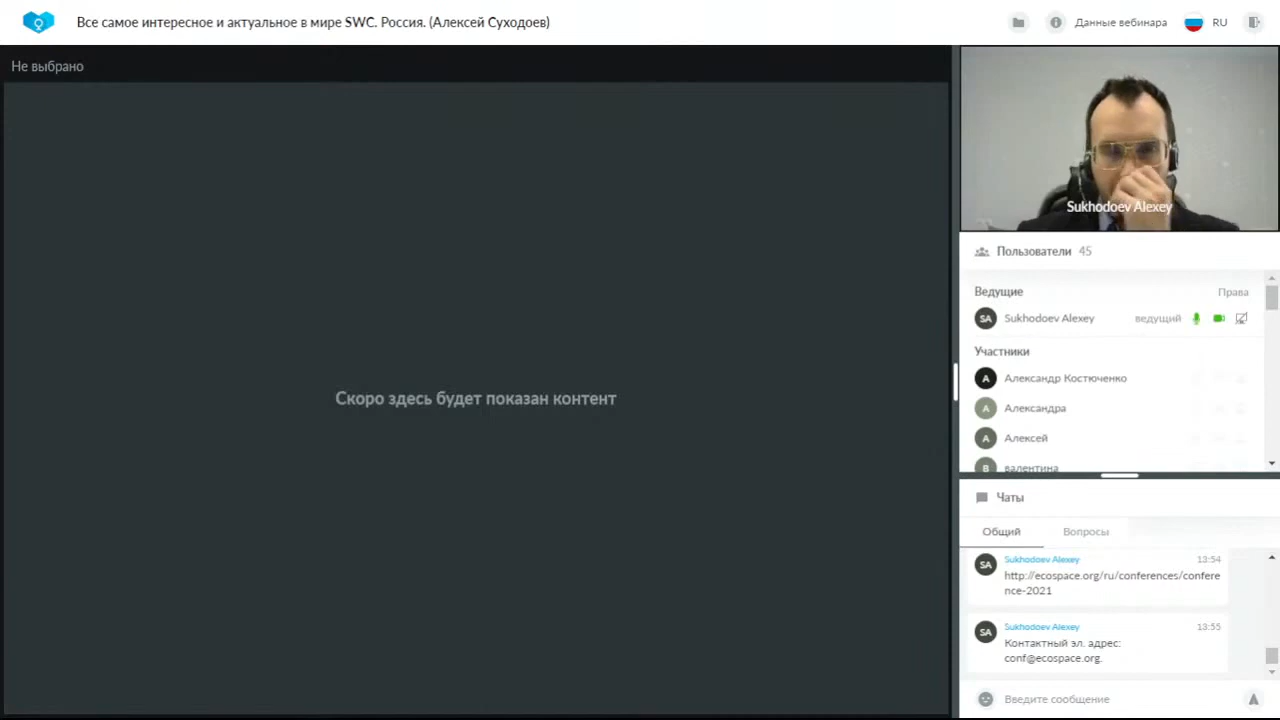 Все самое интересное и актуальное в мире SWC. Россия. (Алексей Суходоев)
Данные вебинара
RU
Не выбрано
Скоро здесь будет показан контент
Sukhodoev Alexey
Пользователи 45
Ведущие
Права
SA Sukhodoev Alexey ведущий
Участники
A Александр Костюченко
A Александра
A Алексей
В валентина
Чаты
Общий
Вопросы
SA Sukhodoev Alexey 13:54
http://ecospace.org/ru/conferences/confere
nce-2021
SA Sukhodoev Alexey 13:55
Контактный эл. адрес:
conf@ecospace.org.
Введите сообщение